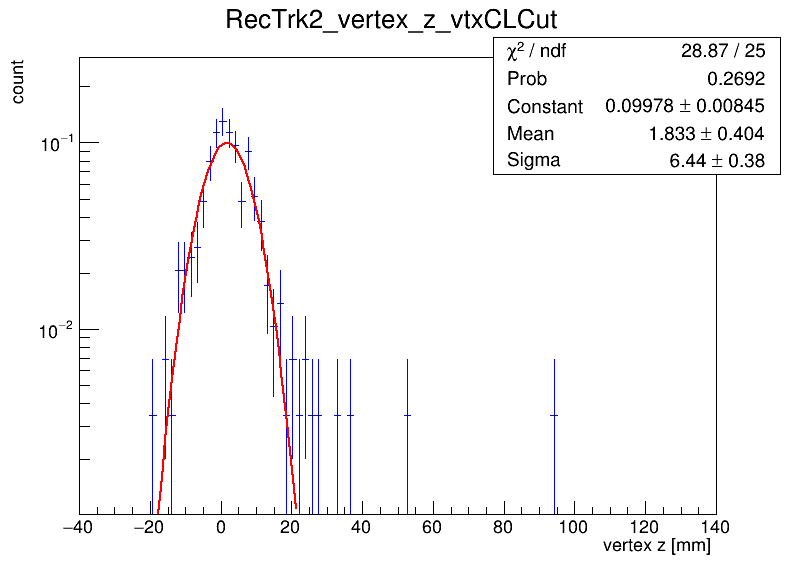 RecTrk2_vertex_z_vtxCLCut
χ² / ndf 28.87 / 25
Prob 0.2692
Constant 0.09978 ± 0.00845
Mean 1.833 ± 0.404
Sigma 6.44 ± 0.38
count
10⁻¹
10⁻²
−40 −20 0 20 40 60 80 100 120 140
vertex z [mm]